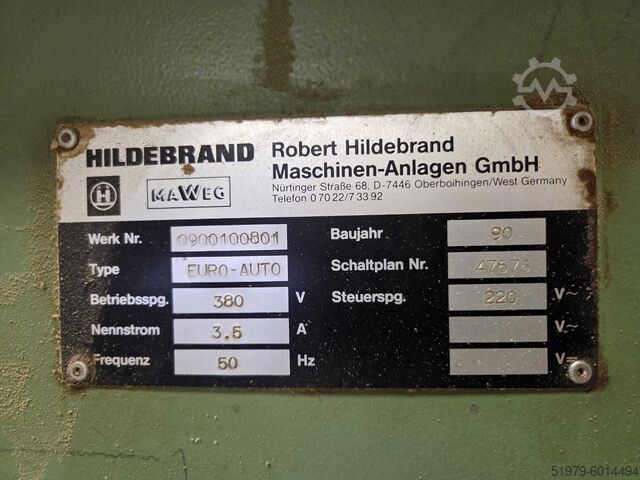 HILDEBRAND
Robert Hildebrand
Maschinen-Anlagen GmbH
Nürtinger Straße 68, D-7446 Oberboihingen/West Germany
Telefon 0 70 22/7 33 92
H
MAWEG
Werk Nr. 0900100801 Baujahr 90
Type EURO-AUTO Schaltplan Nr.
Betriebsspg. 380 V Steuerspg. 220 V~
Nennstrom 3.5 A V~
Frequenz 50 Hz V=
51979-6014494